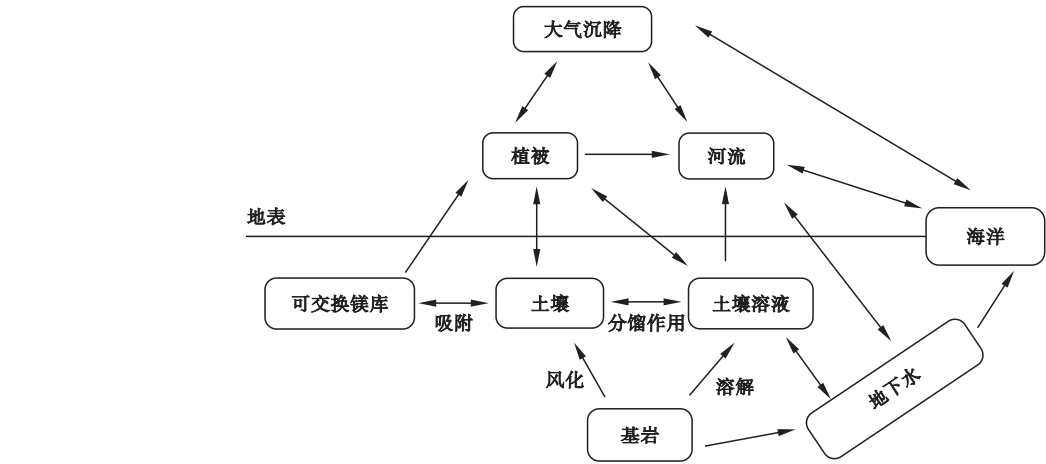 大气沉降
植被
河流
地表
海洋
可交换镁库
土壤
土壤溶液
吸附
分馏作用
风化
溶解
地下水
基岩